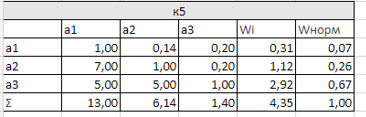 к5
a1 a2 a3 Wi Wнорм
a1 1,00 0,14 0,20 0,31 0,07
a2 7,00 1,00 0,20 1,12 0,26
a3 5,00 5,00 1,00 2,92 0,67
Σ 13,00 6,14 1,40 4,35 1,00